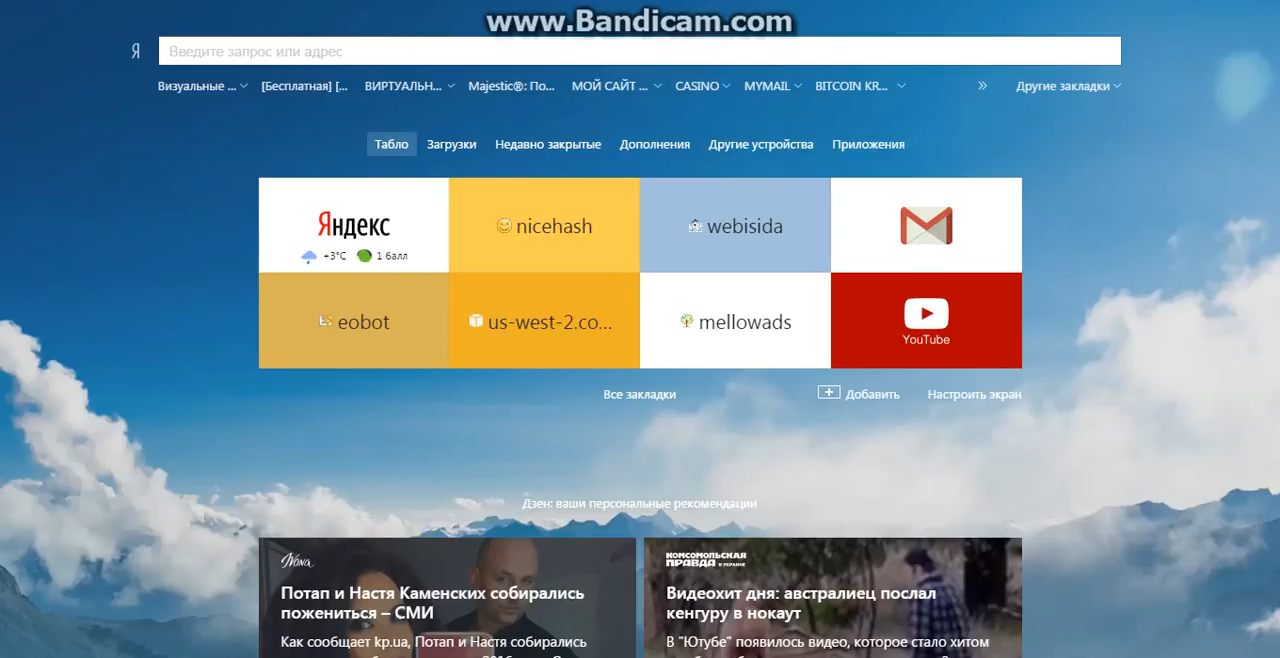 www.Bandicam.com
Я Введите запрос или адрес
Визуальные ... [Бесплатная] [... ВИРТУАЛЬН... Majestic®: По... МОЙ САЙТ ... CASINO MYMAIL BITCOIN KR... » Другие закладки
Табло Загрузки Недавно закрытые Дополнения Другие устройства Приложения
Яндекс
+3°C 1 балл
nicehash
webisida
eobot
us-west-2.co...
mellowads
YouTube
Все закладки Добавить Настроить экран
Дзен: ваши персональные рекомендации
Потап и Настя Каменских собирались
пожениться – СМИ
Как сообщает kp.ua, Потап и Настя собирались
КОМСОМОЛЬСКАЯ
ПРАВДА В УКРАИНЕ
Видеохит дня: австралиец послал
кенгуру в нокаут
В "Ютубе" появилось видео, которое стало хитом